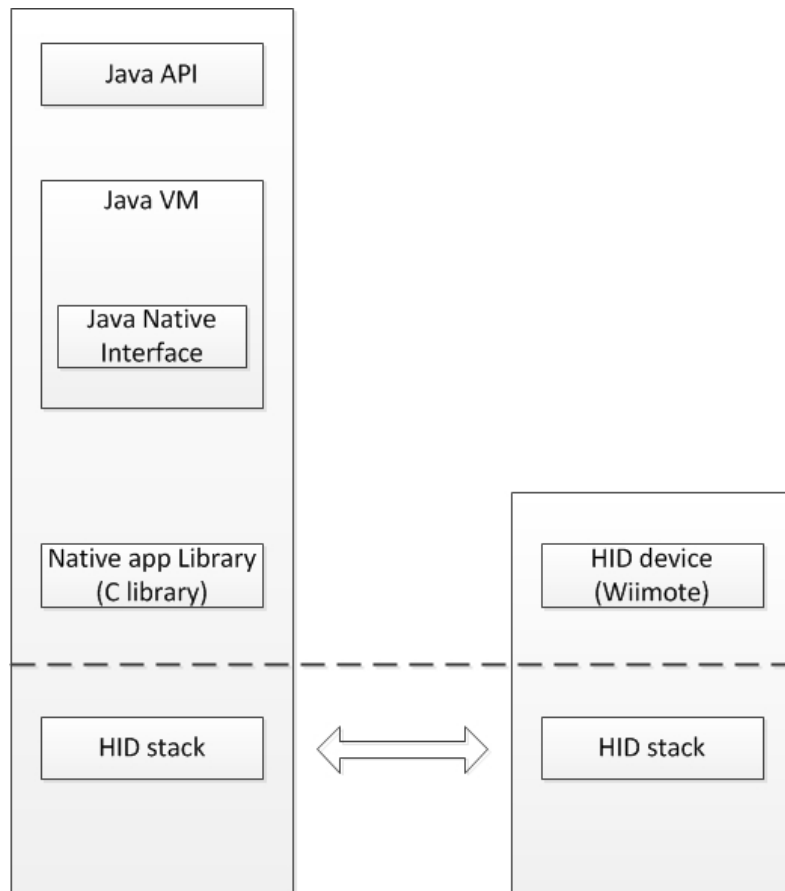 Java API
Java VM
Java Native
Interface
Native app Library
(C library)
HID device
(Wiimote)
HID stack
HID stack